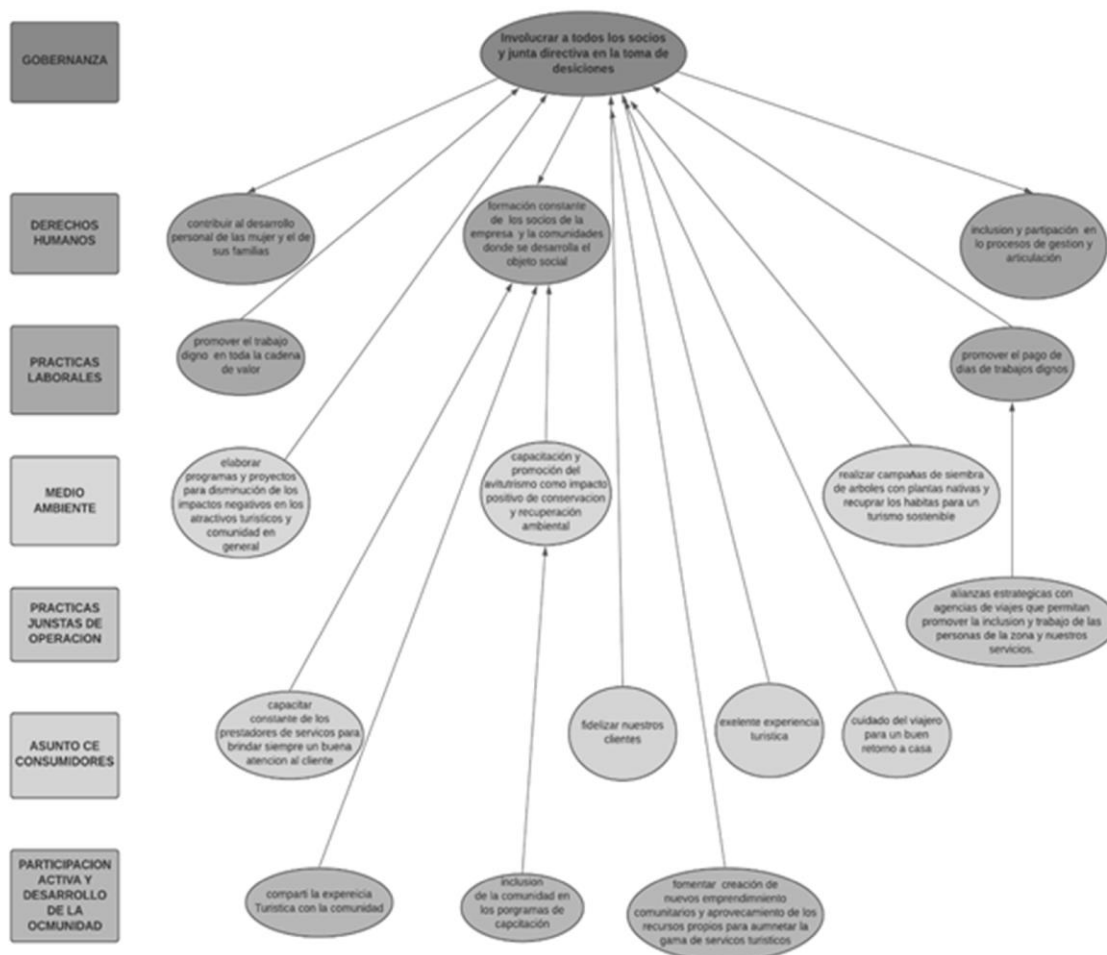 GOBERNANZA
Involucrar a todos los socios
y junta directiva en la toma de
desiciones
DERECHOS
HUMANOS
contribuir al desarrollo
personal de las mujer y el de
sus familias
formación constante
de los socios de la
empresa y la comunidades
donde se desarrolla el
objeto social
inclusion y partipación en
lo procesos de gestion y
articulación
PRACTICAS
LABORALES
promover el trabajo
digno en toda la cadena
de valor
promover el pago de
dias de trabajos dignos
MEDIO
AMBIENTE
elaborar
programas y proyectos
para disminución de los
impactos negativos en los
atractivos turisticos y
comunidad en
general
capacitación y
promoción del
avitutrismo como impacto
positivo de conservacion
y recuperación
ambiental
realizar campañas de siembra
de arboles con plantas nativas y
recuprar los habitas para un
turismo sostenible
PRACTICAS
JUNSTAS DE
OPERACION
alianzas estrategicas con
agencias de viajes que permitan
promover la inclusion y trabajo de las
personas de la zona y nuestros
servicios.
ASUNTO CE
CONSUMIDORES
capacitar
constante de los
prestadores de servicos para
brindar siempre un buena
atencion al cliente
fidelizar nuestros
clientes
exelente experiencia
turistica
cuidado del viajero
para un buen
retorno a casa
PARTICIPACION
ACTIVA Y
DESARROLLO
DE LA
OCMUNIDAD
comparti la expereicia
Turistica con la comunidad
inclusion
de la comunidad en
los porgramas de
capcitación
fomentar creación de
nuevos emprendimniento
comunitarios y aprovecamiento de los
recursos propios para aumnetar la
gama de servicos turisticos